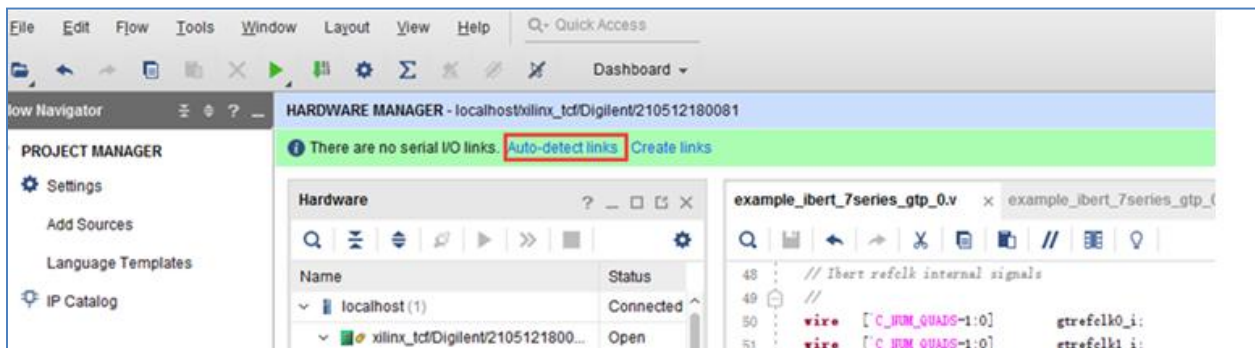 File Edit Flow Tools Window Layout View Help Quick Access
Dashboard
low Navigator ? HARDWARE MANAGER - localhost/xilinx_tcf/Digilent/210512180081
There are no serial I/O links. Auto-detect links Create links
PROJECT MANAGER
Settings
Add Sources
Language Templates
IP Catalog
Hardware ?
Name Status
localhost (1) Connected
xilinx_tcf/Digilent/2105121800... Open
example_ibert_7series_gtp_0.v × example_ibert_7series_gtp_
48 // Ibert refclk internal signals
49 //
50 wire [`C_NUM_QUADS-1:0] gtrefclk0_i;
51 wire [`C_NUM_QUADS-1:0] gtrefclk1_i;